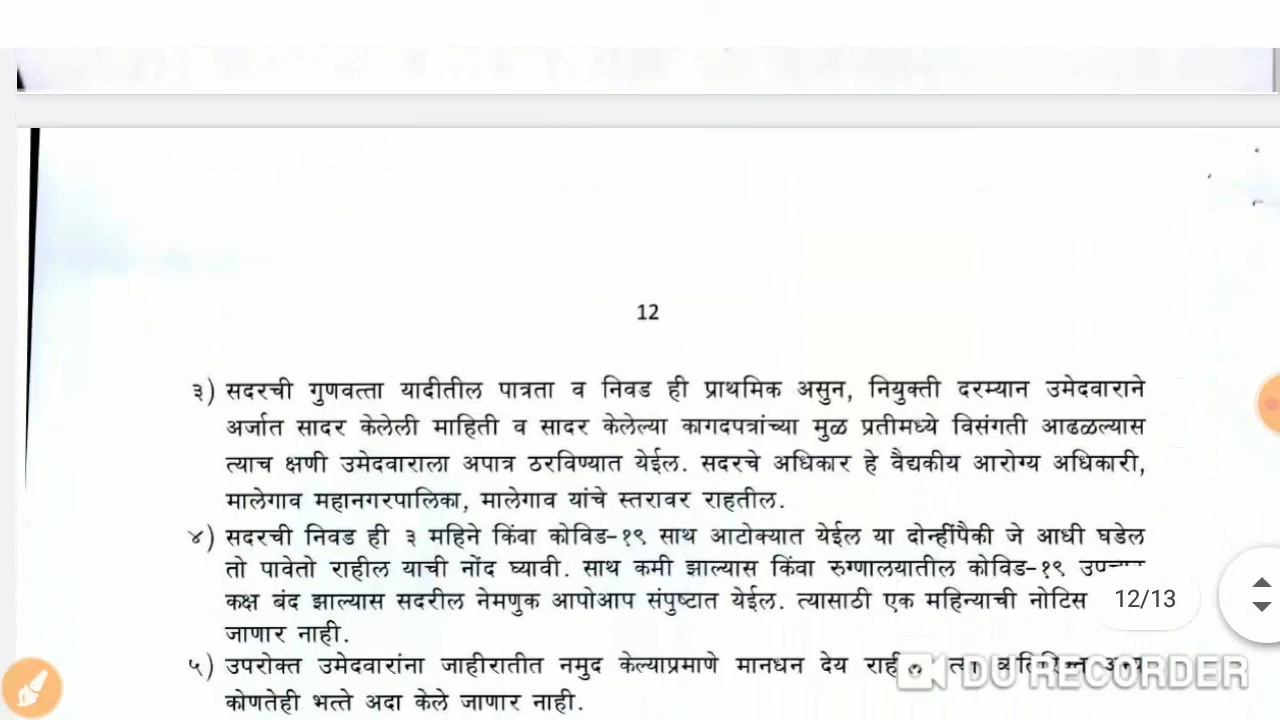 12
३) सदरची गुणवत्ता यादीतील पात्रता व निवड ही प्राथमिक असुन, नियुक्ती दरम्यान उमेदवाराने
अर्जात सादर केलेली माहिती व सादर केलेल्या कागदपत्रांच्या मुळ प्रतीमध्ये विसंगती आढळल्यास
त्याच क्षणी उमेदवाराला अपात्र ठरविण्यात येईल. सदरचे अधिकार हे वैद्यकीय आरोग्य अधिकारी,
मालेगाव महानगरपालिका, मालेगाव यांचे स्तरावर राहतील.
४) सदरची निवड ही ३ महिने किंवा कोविड-१९ साथ आटोक्यात येईल या दोन्हींपैकी जे आधी घडेल
तो पावेतो राहील याची नोंद घ्यावी. साथ कमी झाल्यास किंवा रुग्णालयातील कोविड-१९
कक्ष बंद झाल्यास सदरील नेमणुक आपोआप संपुष्टात येईल. त्यासाठी एक महिन्याची नोटिस
12/13
जाणार नाही.
५) उपरोक्त उमेदवारांना जाहीरातीत नमुद केल्याप्रमाणे मानधन देय
DU RECORDER
कोणतेही भत्ते अदा केले जाणार नाही.